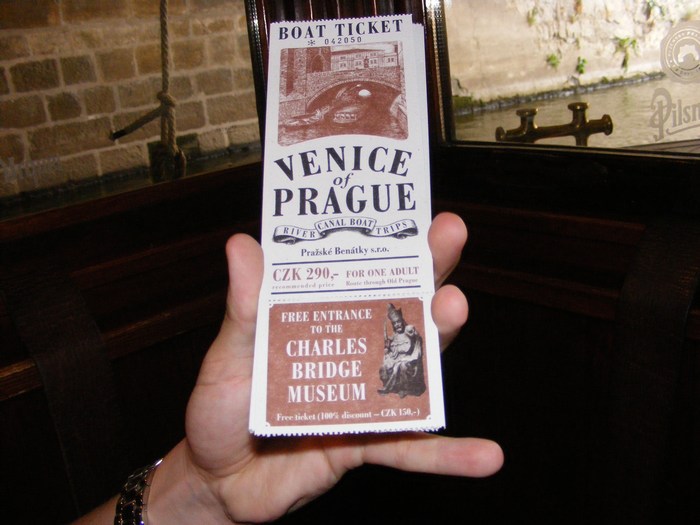 BOAT TICKET
* 042050
VENICE
of
PRAGUE
RIVER CANAL BOAT TRIPS
Pražské Benátky s.r.o.
CZK 290,- FOR ONE ADULT
recommended price Route through Old Prague
FREE ENTRANCE
TO THE
CHARLES
BRIDGE
MUSEUM
Free ticket (100% discount – CZK 150,-)